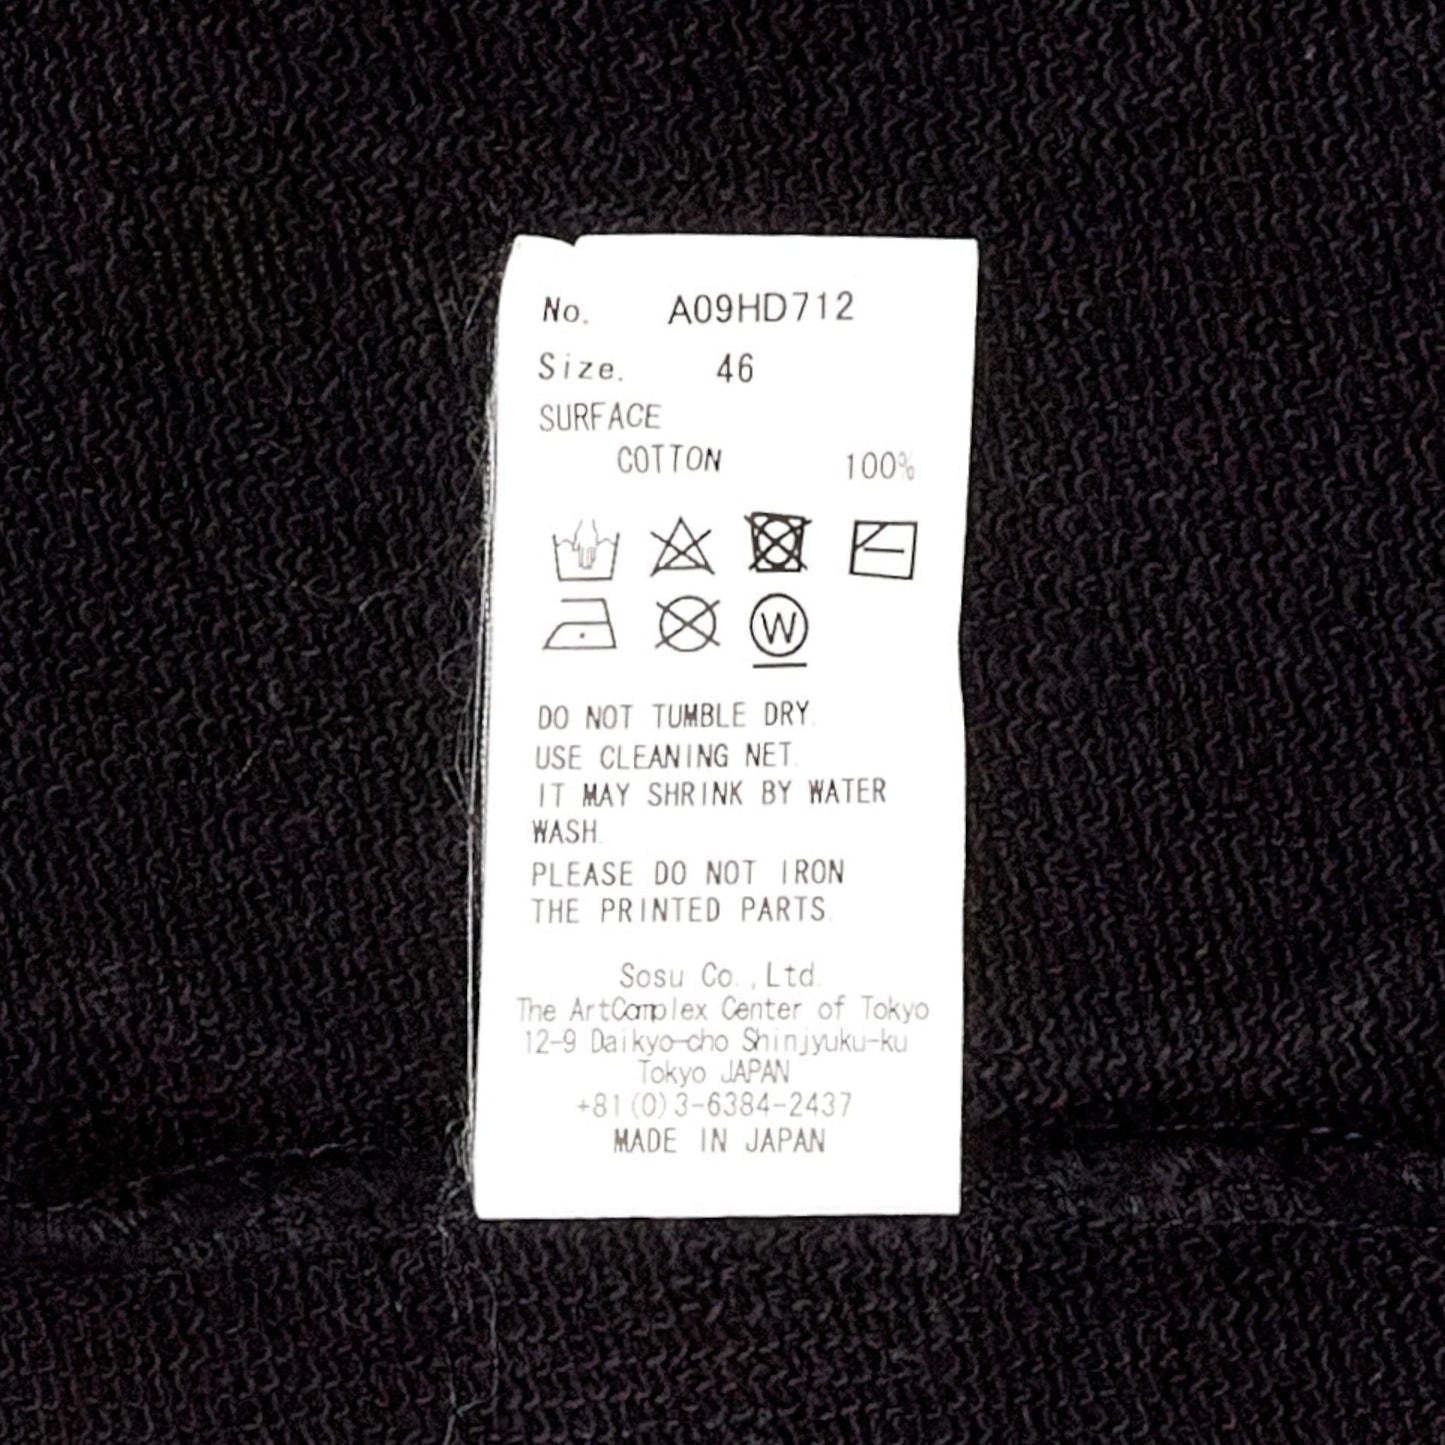 No. A09HD712
Size. 46
SURFACE
COTTON 100%
W
DO NOT TUMBLE DRY.
USE CLEANING NET.
IT MAY SHRINK BY WATER
WASH.
PLEASE DO NOT IRON
THE PRINTED PARTS.
Sosu Co.,Ltd.
The ArtComplex Center of Tokyo
12-9 Daikyo-cho Shinjyuku-ku
Tokyo JAPAN
+81(0)3-6384-2437
MADE IN JAPAN